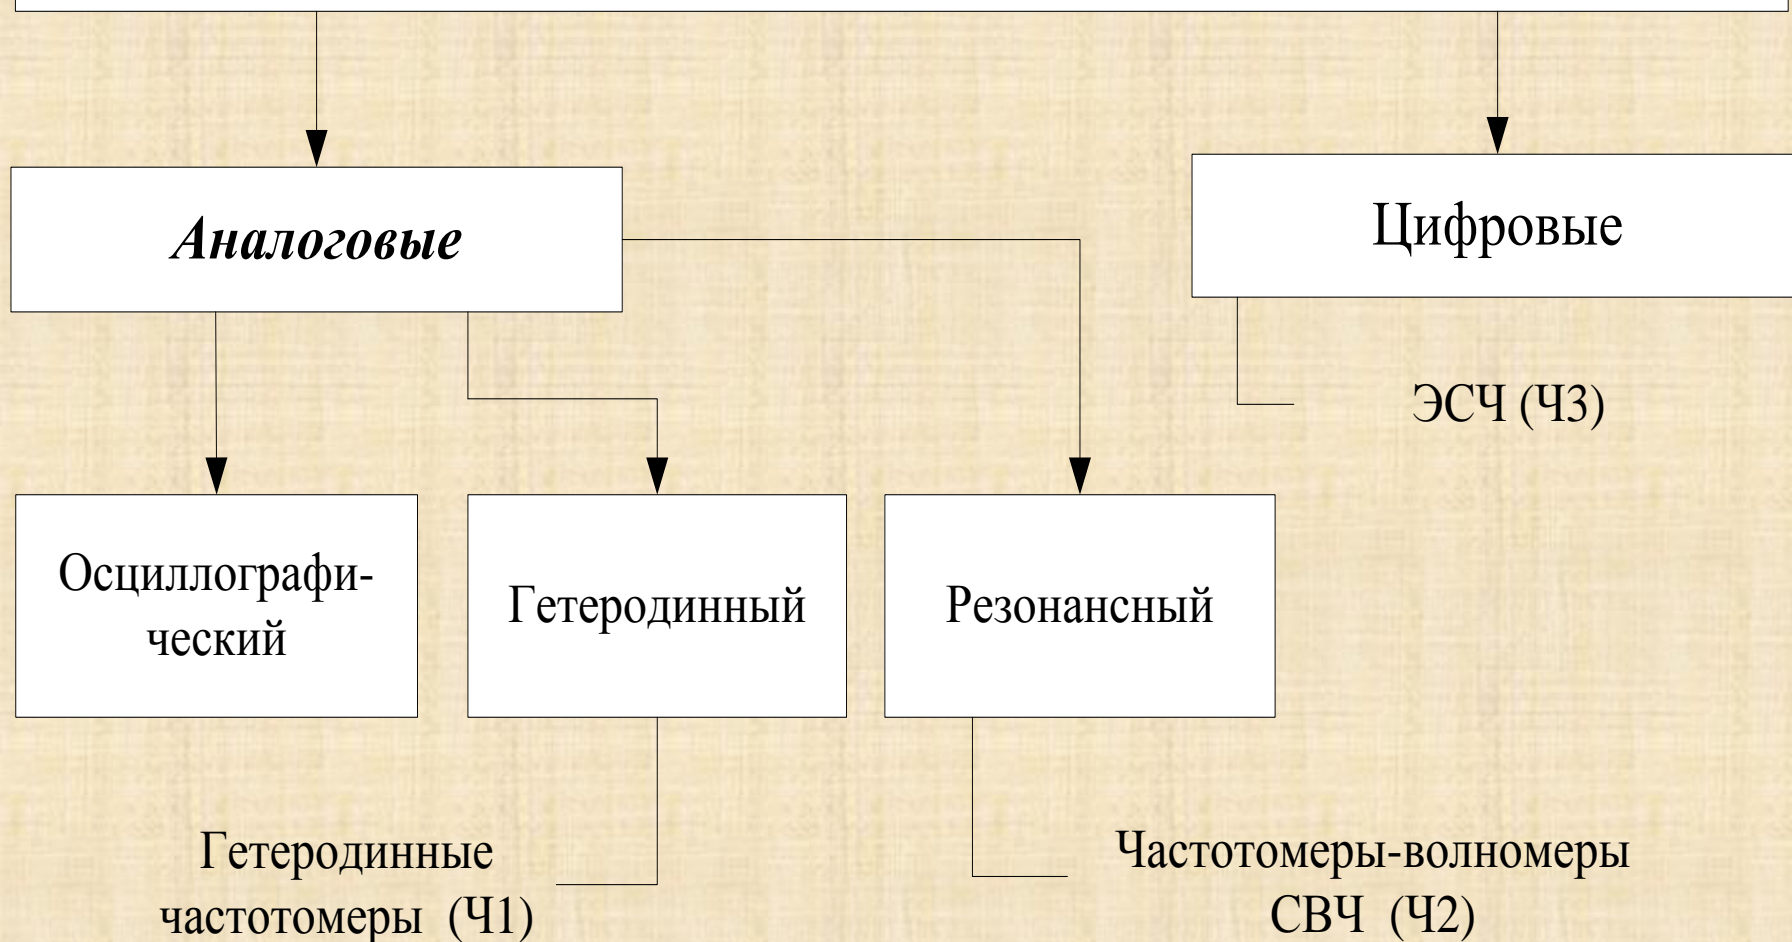 Аналоговые
Цифровые
ЭСЧ (Ч3)
Осциллографи-
ческий
Гетеродинный
Резонансный
Гетеродинные
частотомеры (Ч1)
Частотомеры-волномеры
СВЧ (Ч2)